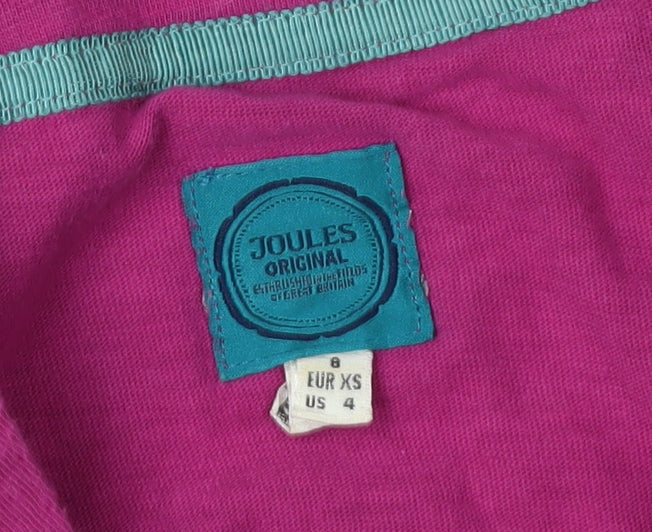 JOULES
ORIGINAL
ESTABLISHED IN THE FIELDS
OF GREAT BRITAIN
8
EUR XS
US 4